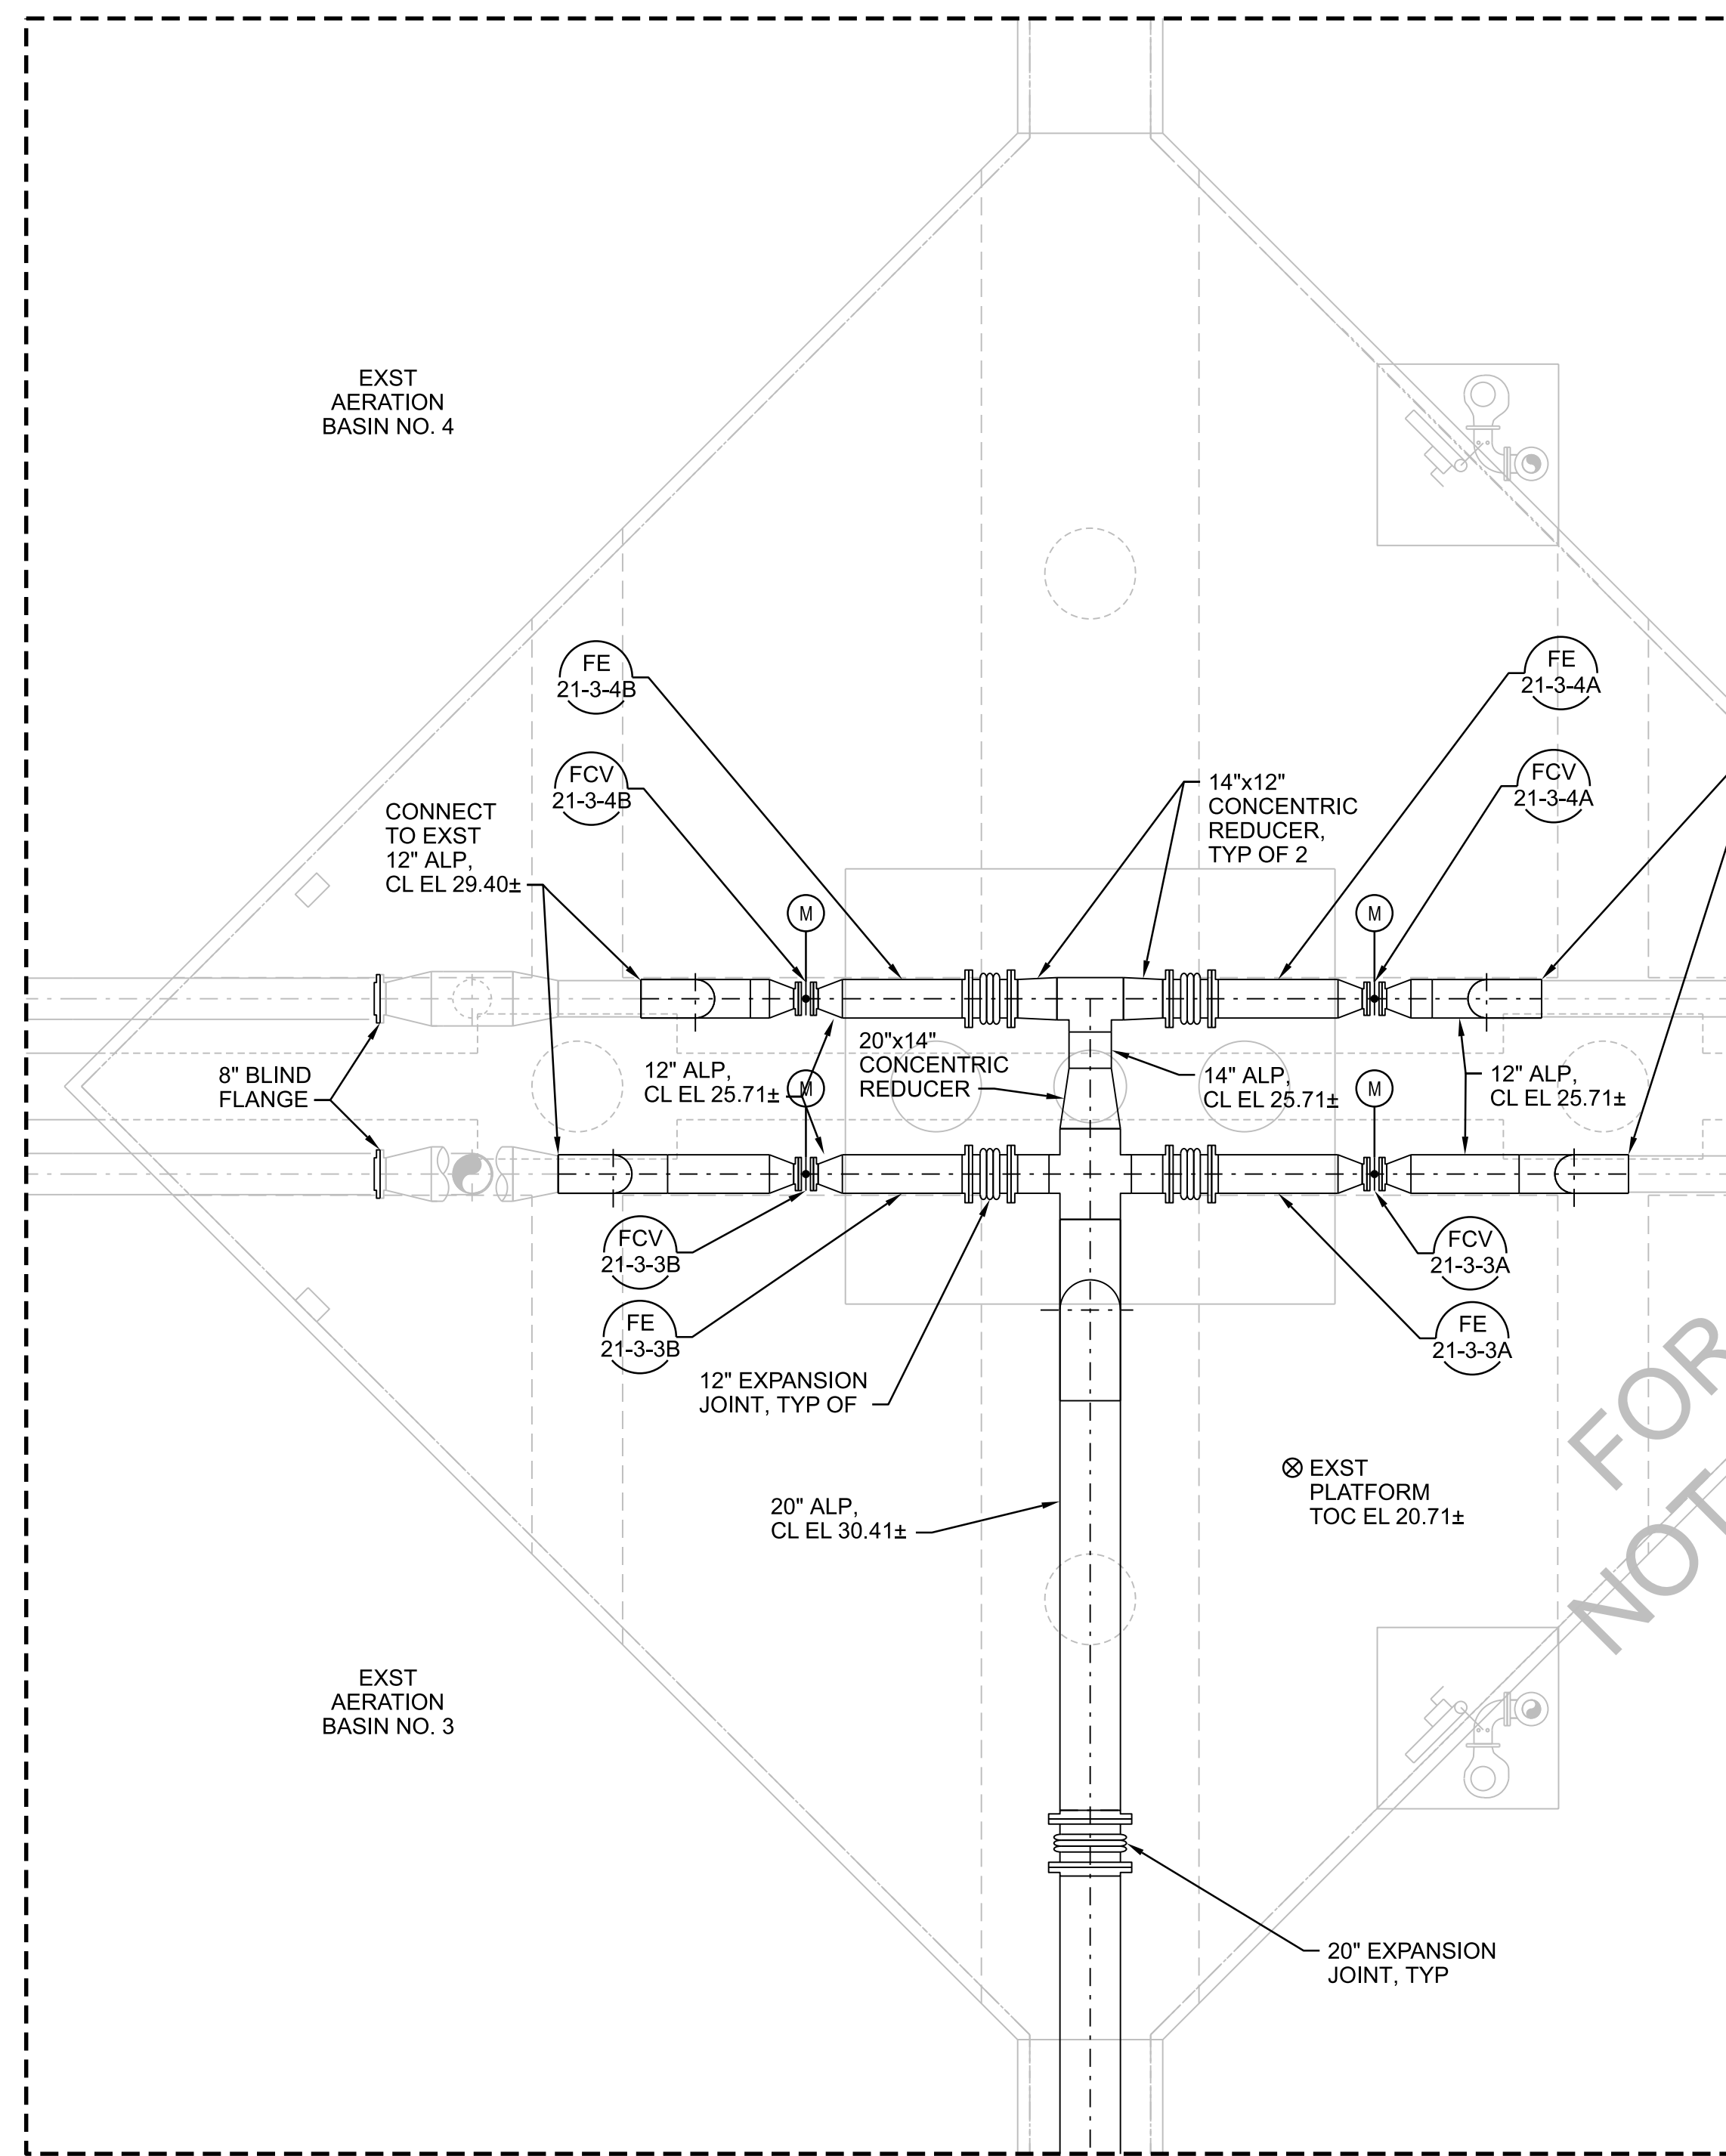 EXST
AERATION
BASIN NO. 4
FE
21-3-4B
FE
21-3-4A
FCV
21-3-4B
FCV
21-3-4A
14"x12"
CONCENTRIC
REDUCER,
TYP OF 2
CONNECT
TO EXST
12" ALP,
CL EL 29.40±
M
M
20"x14"
CONCENTRIC
REDUCER
8" BLIND
FLANGE
12" ALP,
CL EL 25.71±
M
14" ALP,
CL EL 25.71±
M
12" ALP,
CL EL 25.71±
FCV
21-3-3B
FCV
21-3-3A
FE
21-3-3B
FE
21-3-3A
12" EXPANSION
JOINT, TYP OF
EXST
PLATFORM
TOC EL 20.71±
20" ALP,
CL EL 30.41±
FOR
NOT
EXST
AERATION
BASIN NO. 3
20" EXPANSION
JOINT, TYP